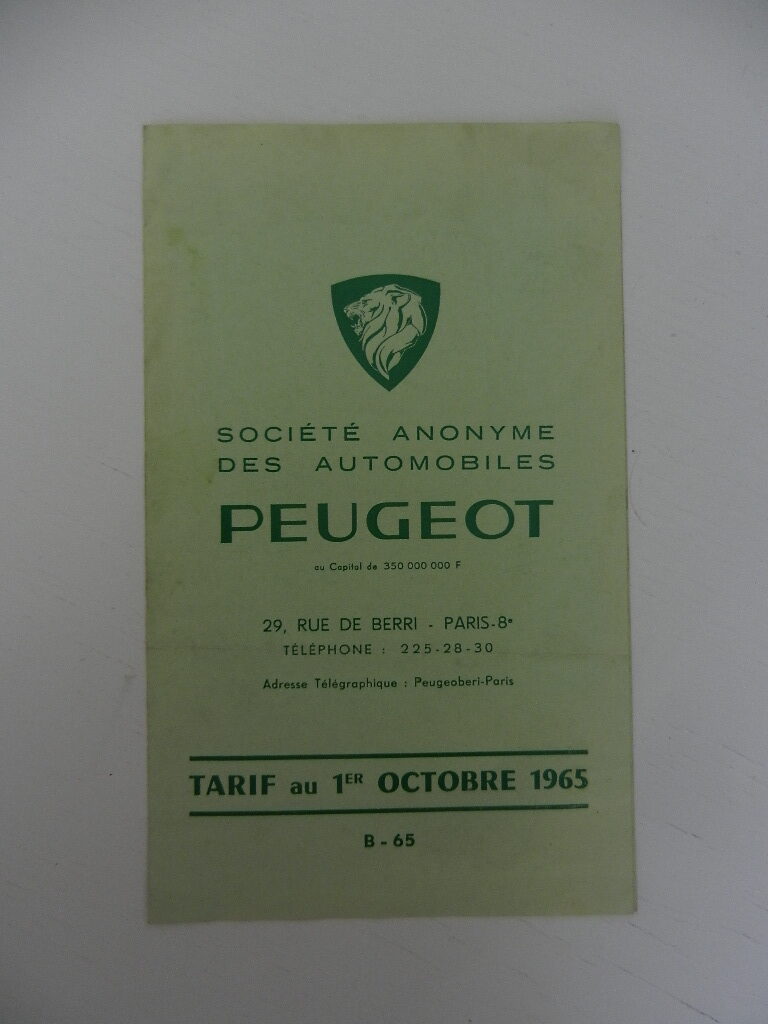 SOCIÉTÉ ANONYME
DES AUTOMOBILES
PEUGEOT
au Capital de 350 000 000 F
29, RUE DE BERRI - PARIS-8e
TÉLÉPHONE : 225-28-30
Adresse Télégraphique : Peugeoberi-Paris
TARIF au 1ER OCTOBRE 1965
B - 65